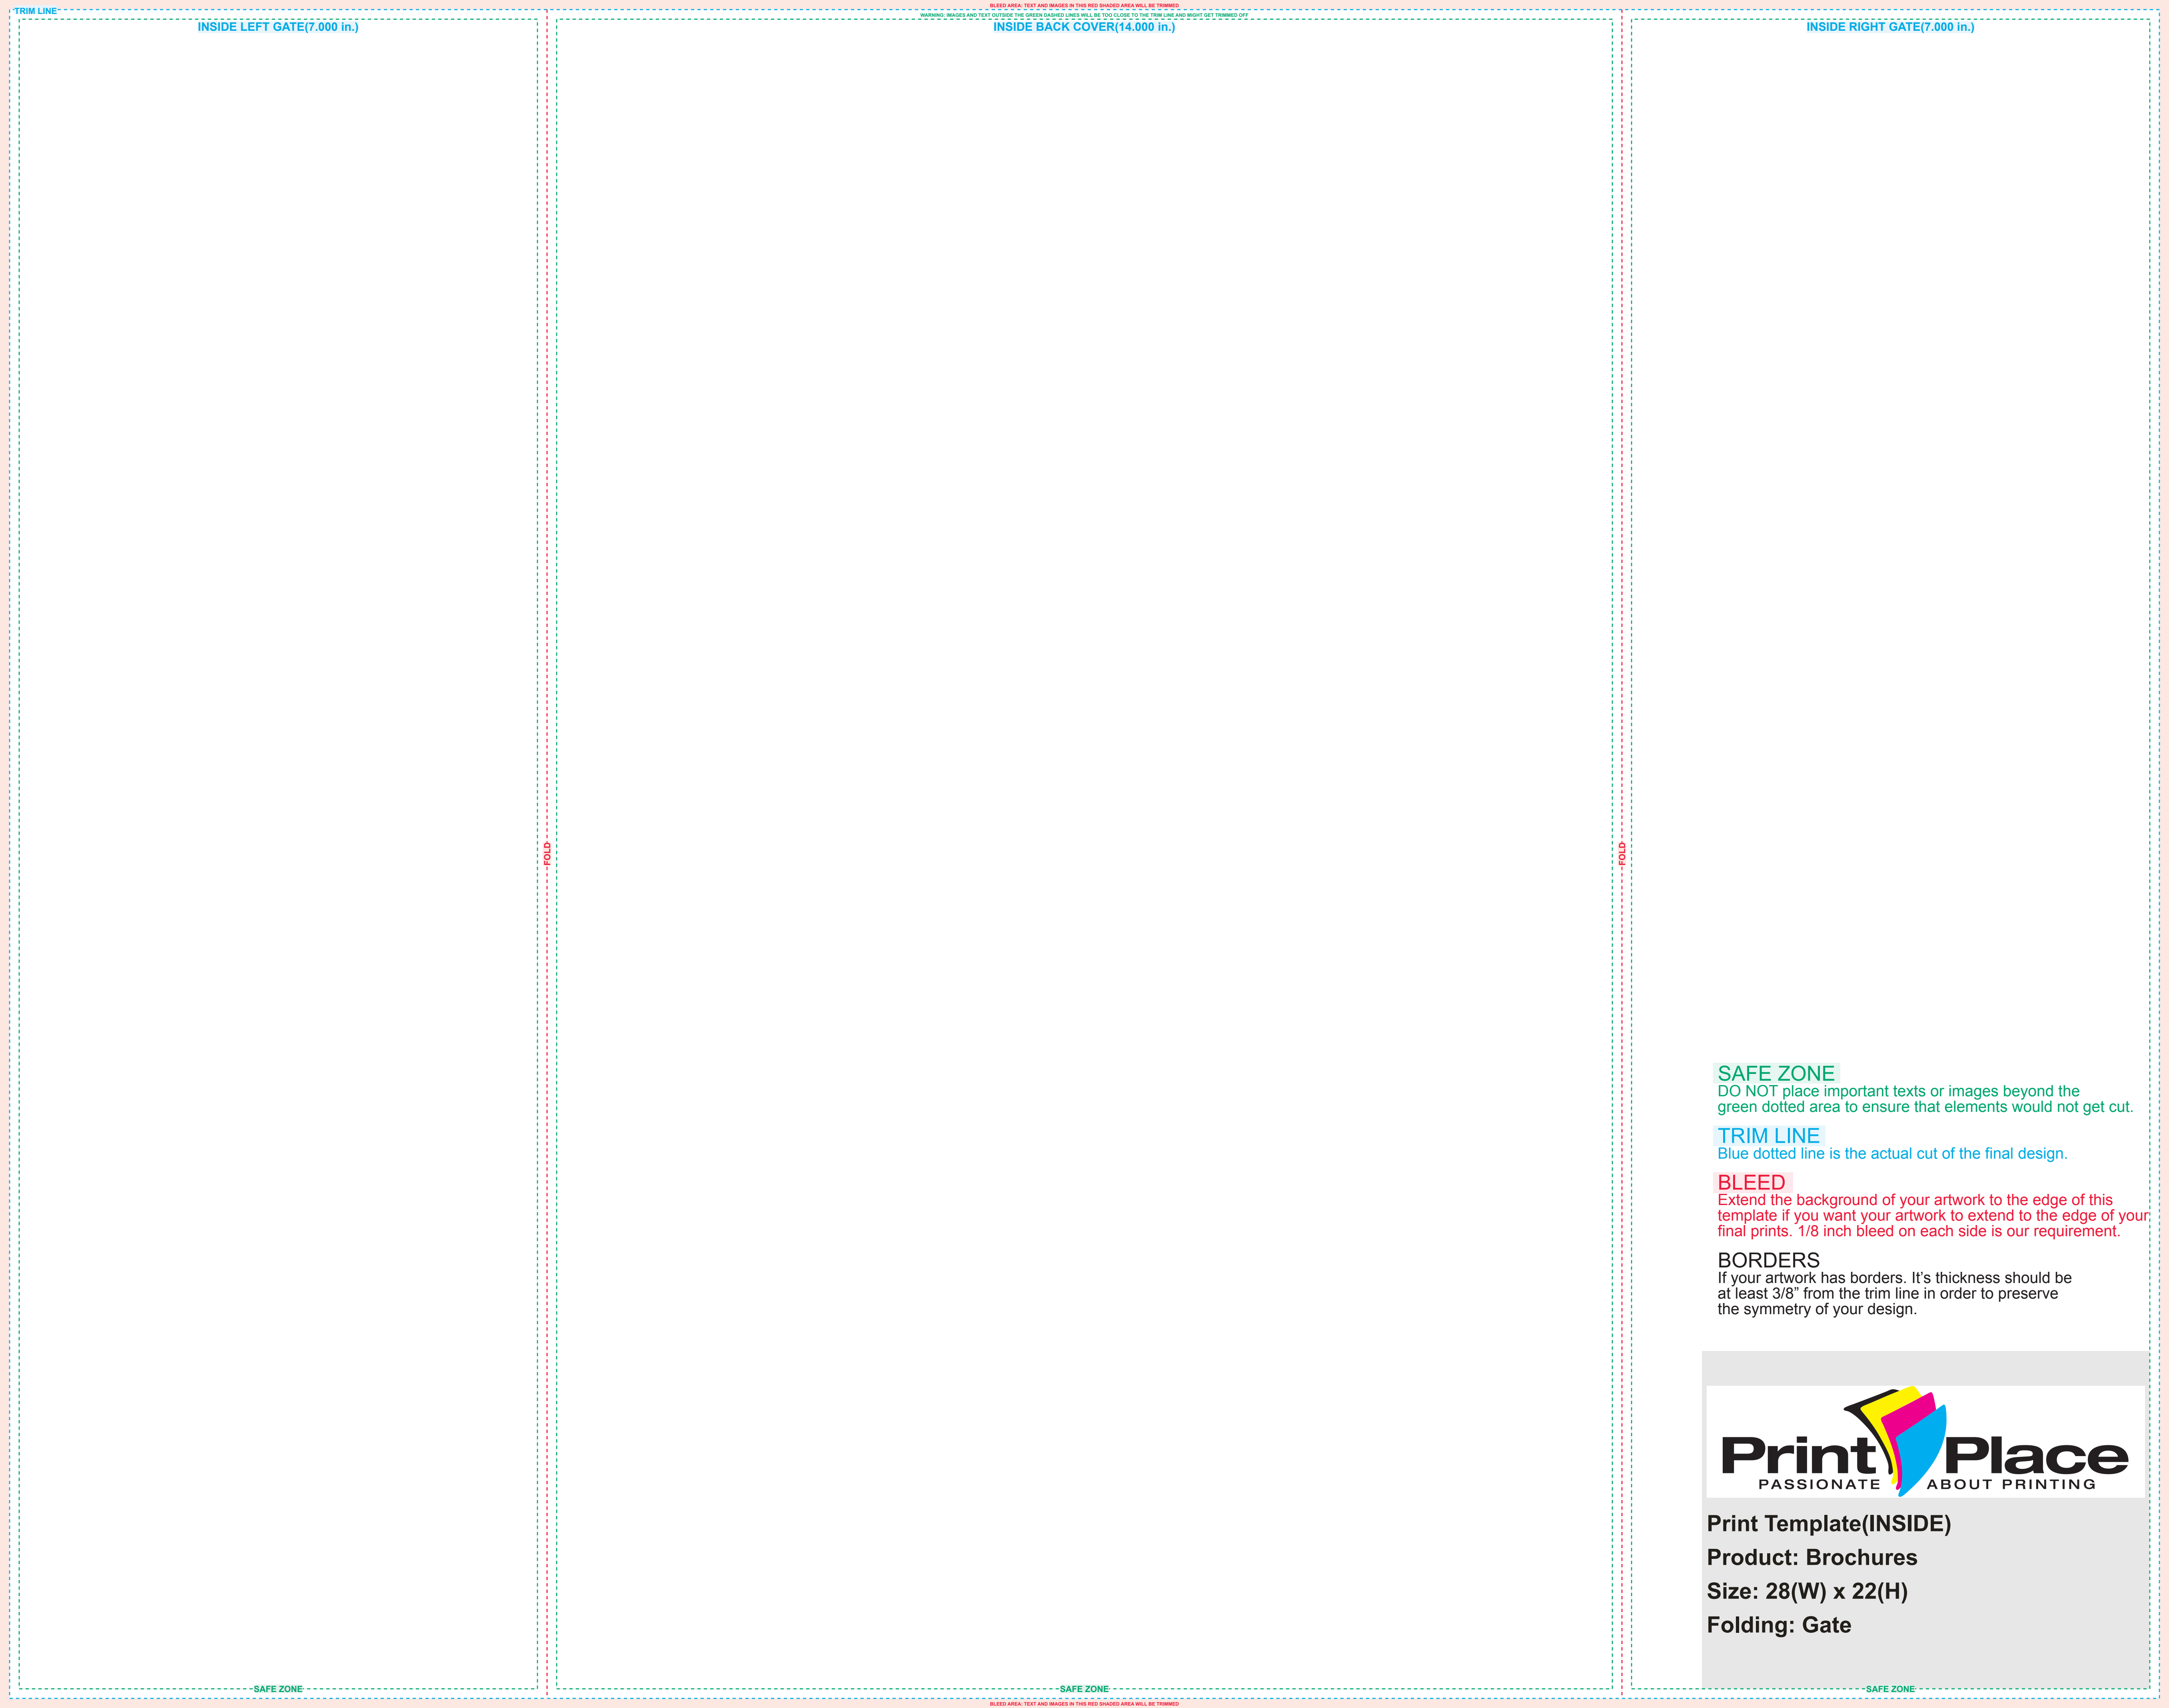 BLEED AREA: TEXT AND IMAGES IN THIS RED SHADED AREA WILL BE TRIMMED
TRIM LINE
WARNING: IMAGES AND TEXT OUTSIDE THE GREEN DASHED LINES WILL BE TOO CLOSE TO THE TRIM LINE AND MIGHT GET TRIMMED OFF
INSIDE LEFT GATE(7.000 in.)
INSIDE BACK COVER(14.000 in.)
INSIDE RIGHT GATE(7.000 in.)
FOLD
FOLD
SAFE ZONE
DO NOT place important texts or images beyond the
green dotted area to ensure that elements would not get cut.
TRIM LINE
Blue dotted line is the actual cut of the final design.
BLEED
Extend the background of your artwork to the edge of this
template if you want your artwork to extend to the edge of your
final prints. 1/8 inch bleed on each side is our requirement.
BORDERS
If your artwork has borders. It’s thickness should be
at least 3/8” from the trim line in order to preserve
the symmetry of your design.
Print Place
PASSIONATE ABOUT PRINTING
Print Template(INSIDE)
Product: Brochures
Size: 28(W) x 22(H)
Folding: Gate
SAFE ZONE
SAFE ZONE
SAFE ZONE
BLEED AREA: TEXT AND IMAGES IN THIS RED SHADED AREA WILL BE TRIMMED